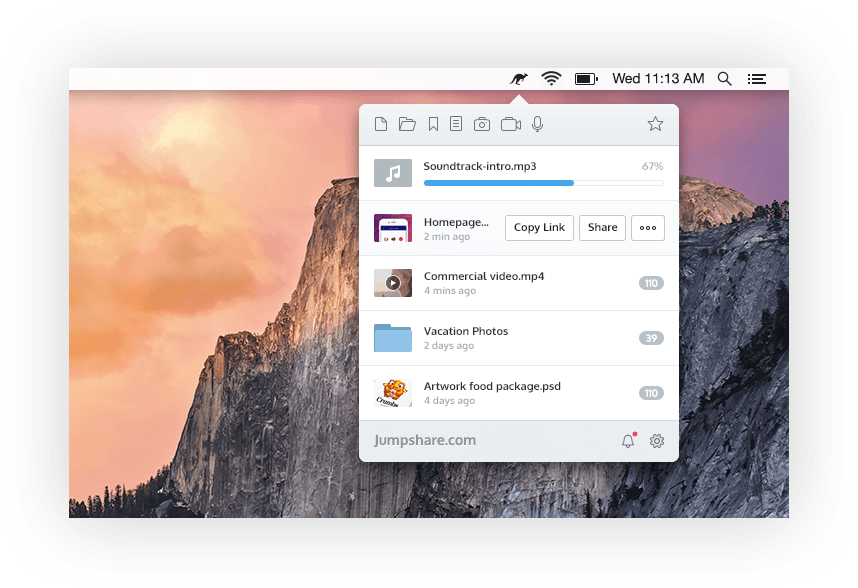 Wed 11:13 AM
Soundtrack-intro.mp3 67%
Homepage... Copy Link Share
2 min ago
Commercial video.mp4
4 mins ago
110
Vacation Photos
2 days ago
39
Crumbs
Artwork food package.psd
4 days ago
110
Jumpshare.com